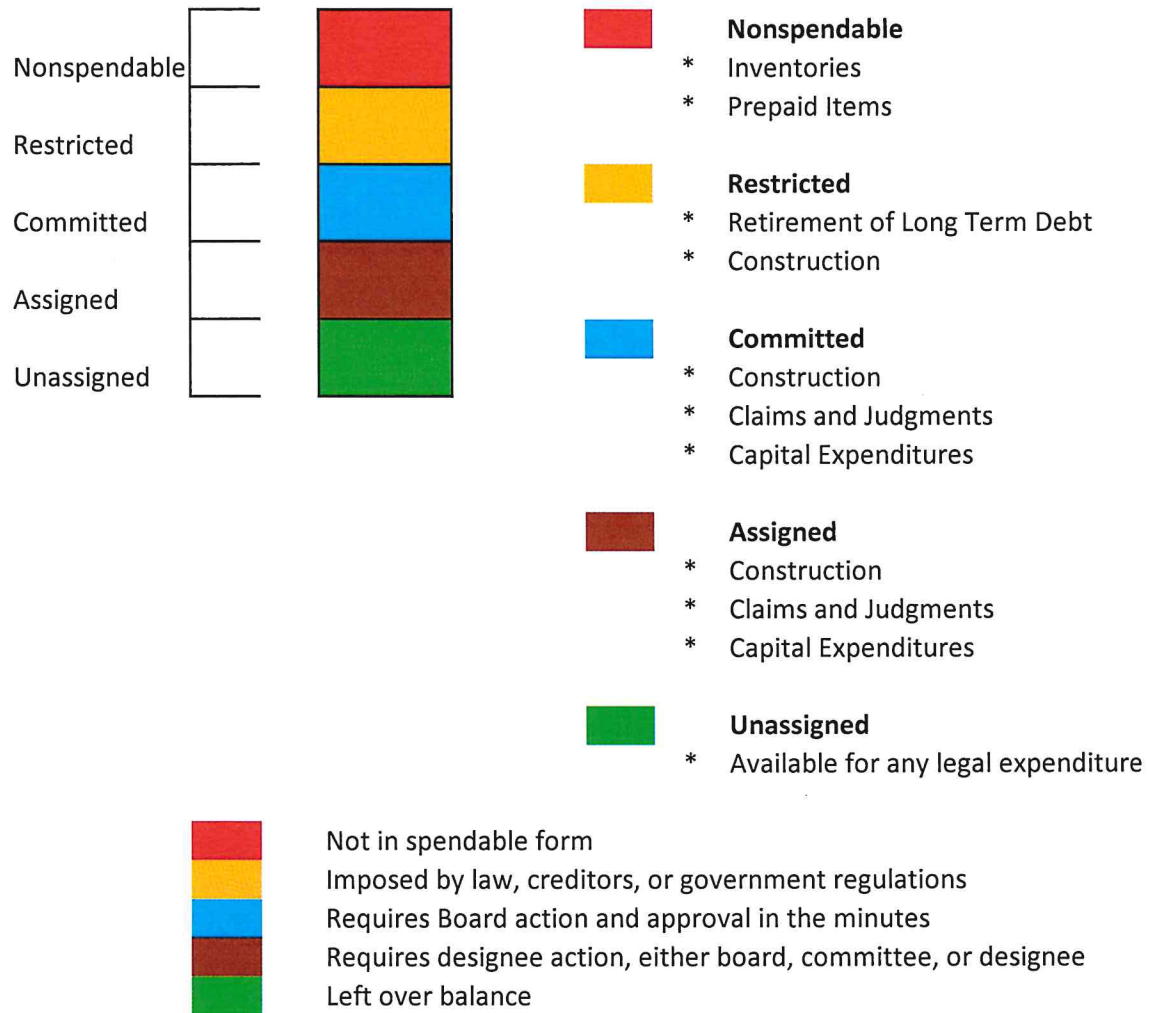 Nonspendable
Restricted
Committed
Assigned
Unassigned
Nonspendable
* Inventories
* Prepaid Items
Restricted
* Retirement of Long Term Debt
* Construction
Committed
* Construction
* Claims and Judgments
* Capital Expenditures
Assigned
* Construction
* Claims and Judgments
* Capital Expenditures
Unassigned
* Available for any legal expenditure
Not in spendable form
Imposed by law, creditors, or government regulations
Requires Board action and approval in the minutes
Requires designee action, either board, committee, or designee
Left over balance